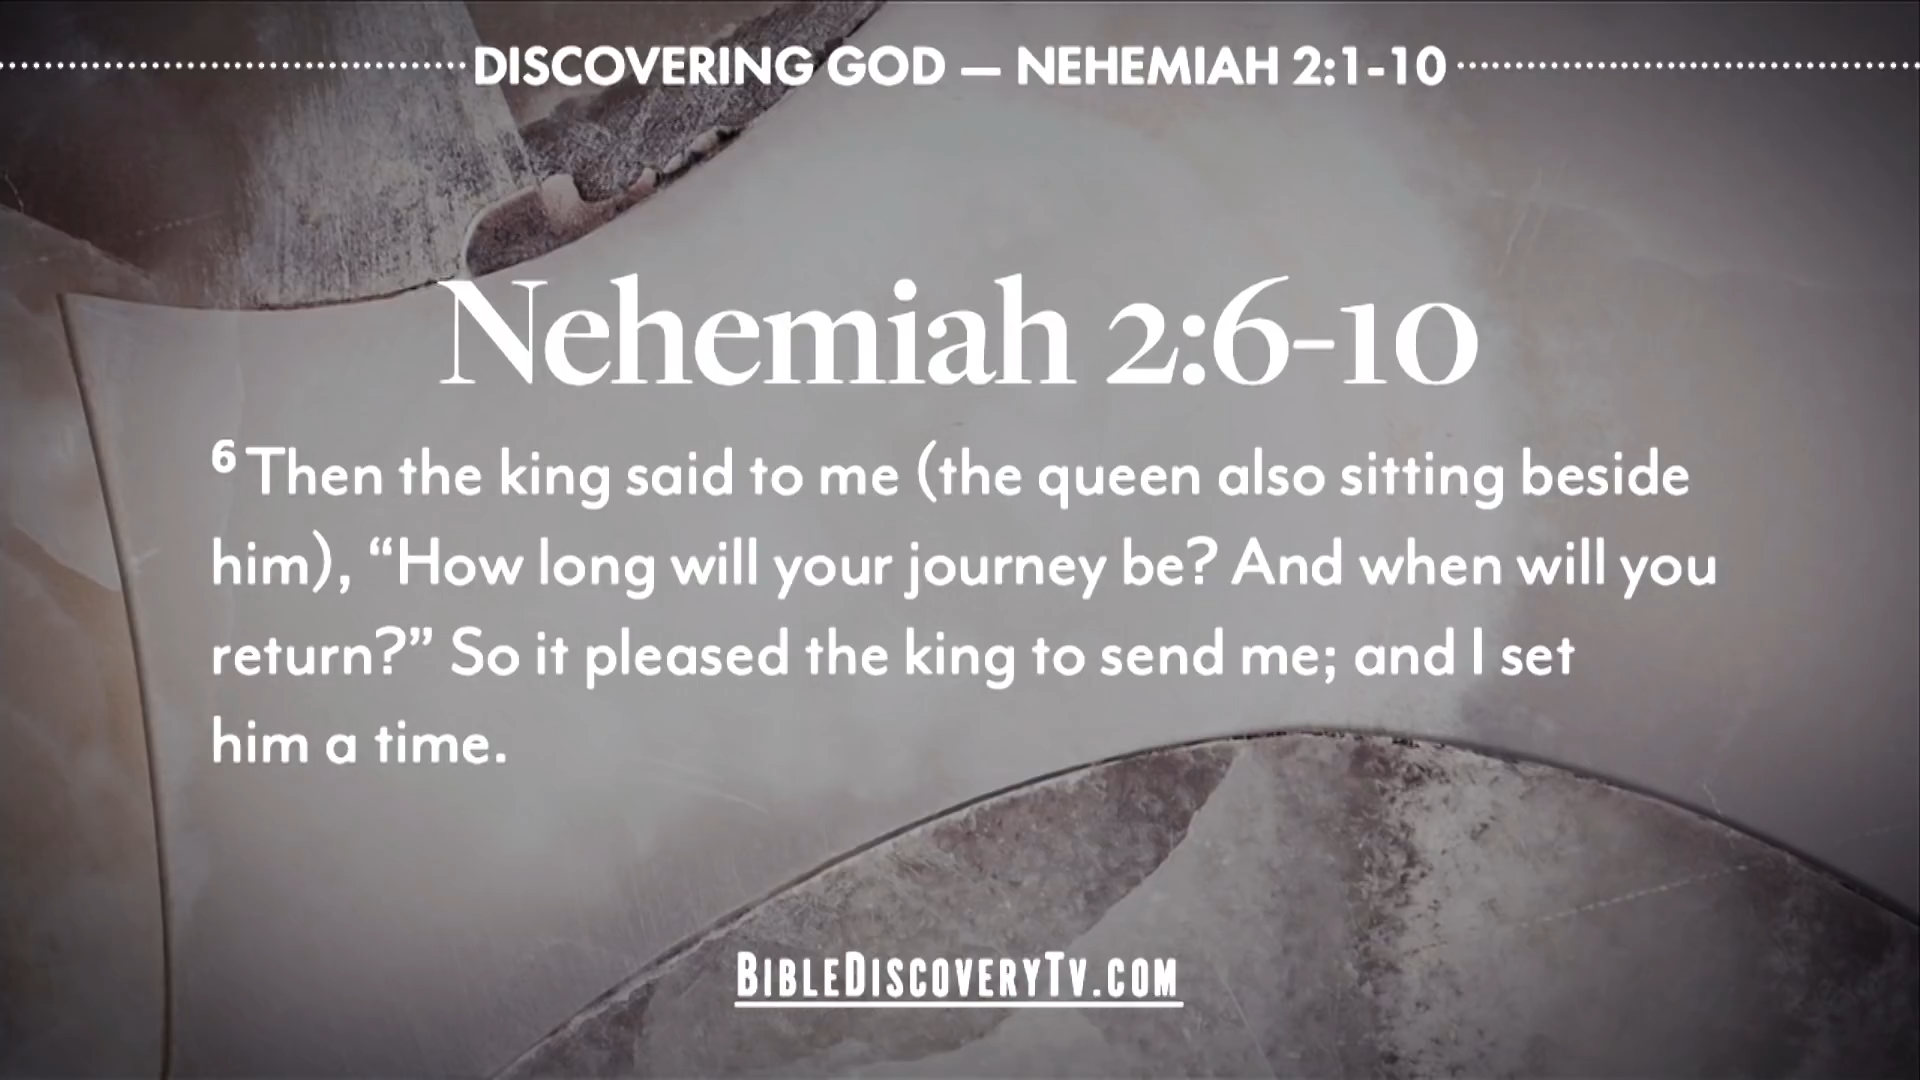 DISCOVERING GOD — NEHEMIAH 2:1-10
Nehemiah 2:6-10
6 Then the king said to me (the queen also sitting beside
him), “How long will your journey be? And when will you
return?” So it pleased the king to send me; and I set
him a time.
BIBLEDISCOVERYTV.COM